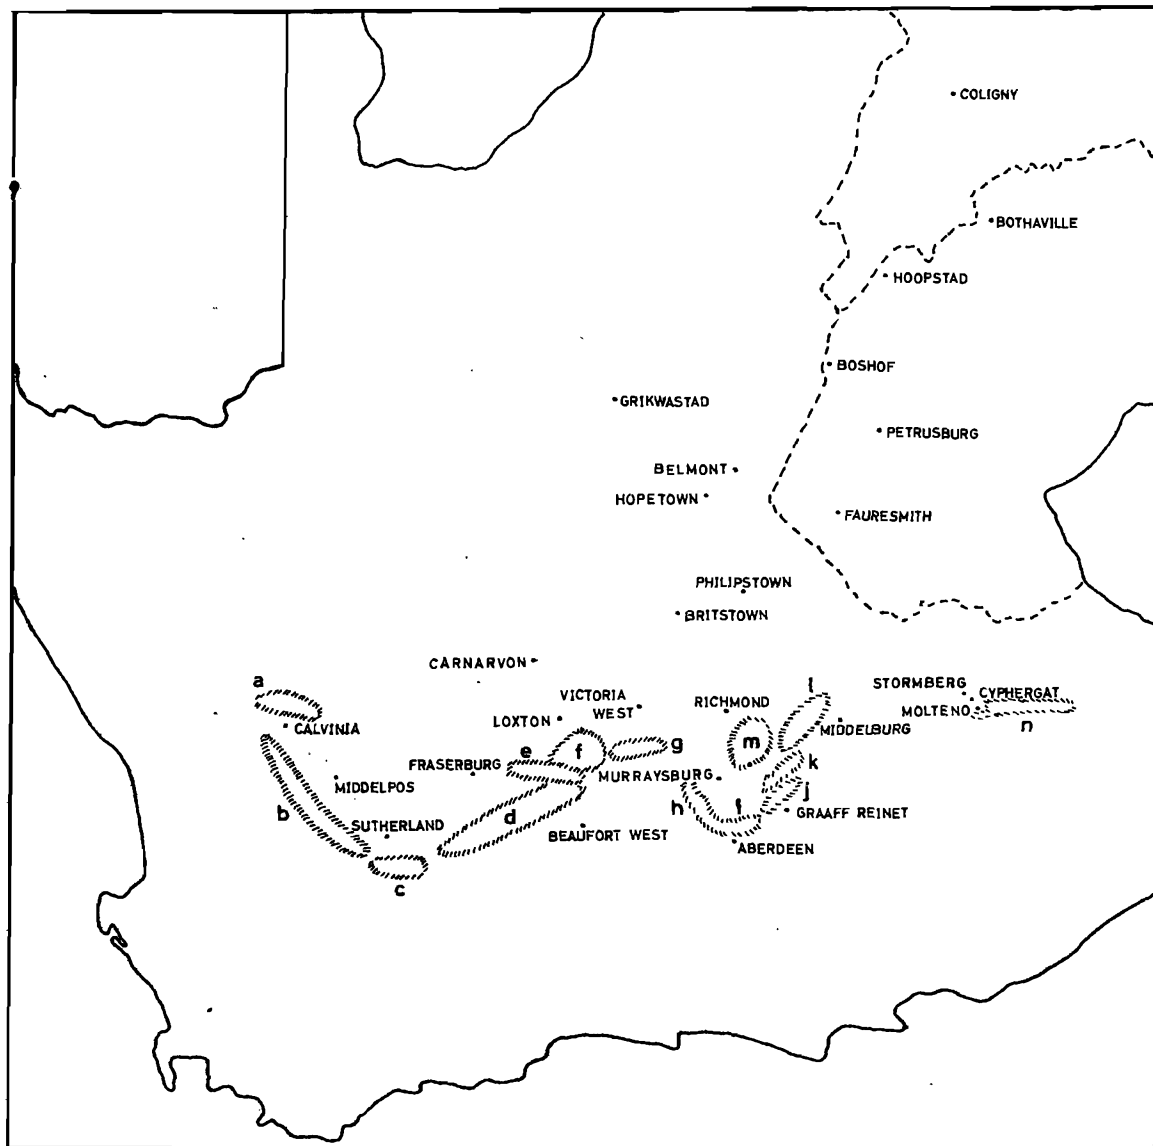 COLIGNY
BOTHAVILLE
HOOPSTAD
BOSHOF
GRIKWASTAD
PETRUSBURG
BELMONT
HOPETOWN
FAURESMITH
PHILIPSTOWN
BRITSTOWN
CARNARVON
a
VICTORIA
WEST
RICHMOND
l
STORMBERG
CYPHERGAT
MOLTENO
n
CALVINIA
LOXTON
MIDDELBURG
e
f
g
m
FRASERBURG
MURRAYSBURG
k
MIDDELPOS
h
j
b
SUTHERLAND
d
BEAUFORT WEST
GRAAFF REINET
ABERDEEN
c